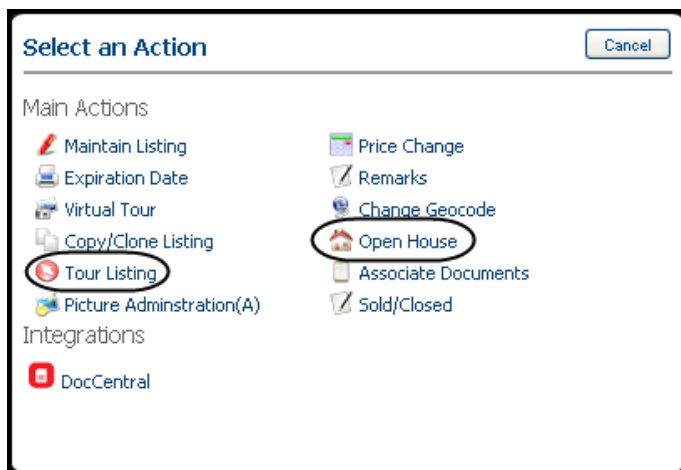 Select an Action
Cancel
Main Actions
Maintain Listing
Price Change
Expiration Date
Remarks
Virtual Tour
Change Geocode
Copy/Clone Listing
Open House
Tour Listing
Associate Documents
Picture Adminstration(A)
Sold/Closed
Integrations
DocCentral